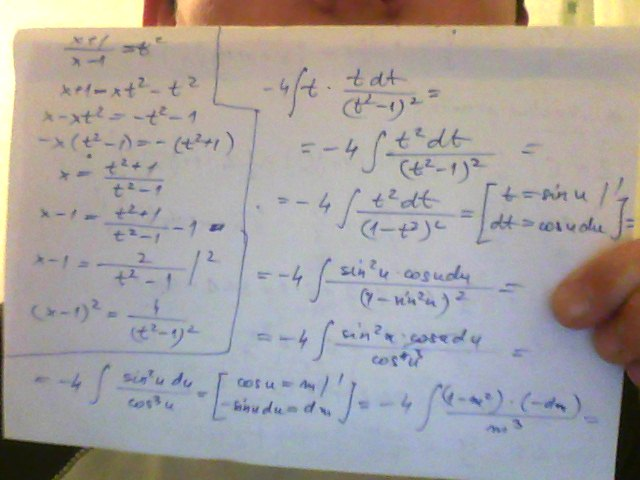 x+1/x-1 = t²
x+1 = xt² - t²
x - xt² = -t² - 1
-x(t²-1) = -(t²+1)
x = t²+1/t²-1
x-1 = t²+1/t²-1 - 1 =
x-1 = 2/t²-1 /²
(x-1)² = 4/(t²-1)²
-4∫t · t dt/(t²-1)² =
= -4∫ t² dt/(t²-1)² =
= -4∫ t² dt/(1-t²)² = [t = sin u /' dt = cos u du] =
= -4∫ sin²u · cos u du/(1-sin²u)² =
= -4∫ sin²u · cos u du/cos⁴u =
= -4∫ sin²u du/cos³u = [cos u = m /' -sin u du = dm] = -4∫ (1-m²)·(-dm)/m³ =